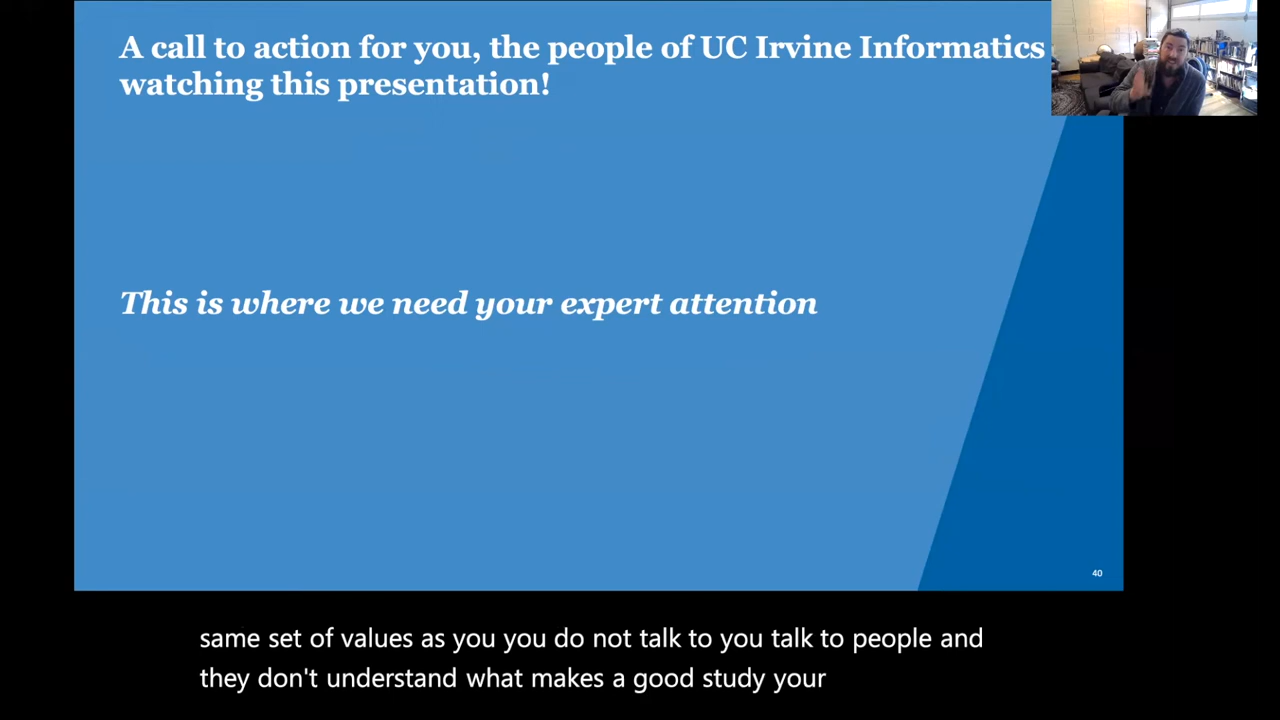 A call to action for you, the people of UC Irvine Informatics
watching this presentation!
This is where we need your expert attention
40
same set of values as you you do not talk to you talk to people and
they don't understand what makes a good study your